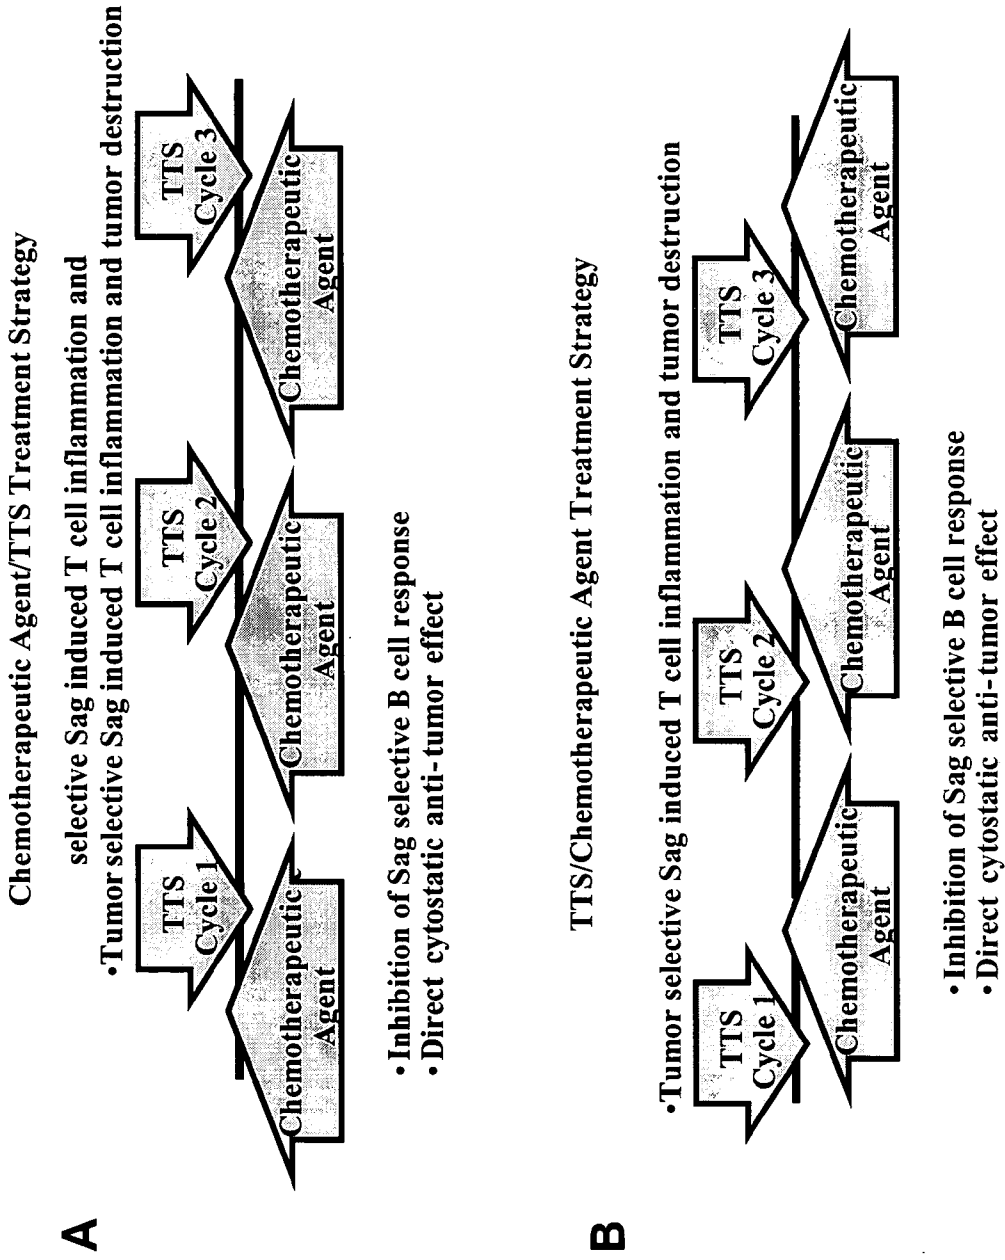 A
Chemotherapeutic Agent/TTS Treatment Strategy
selective Sag induced T cell inflammation and
•Tumor selective Sag induced T cell inflammation and tumor destruction
TTS
Cycle 1
TTS
Cycle 2
TTS
Cycle 3
Chemotherapeutic
Agent
Chemotherapeutic
Agent
Chemotherapeutic
Agent
•Inhibition of Sag selective B cell response
•Direct cytostatic anti-tumor effect
B
TTS/Chemotherapeutic Agent Treatment Strategy
•Tumor selective Sag induced T cell inflammation and tumor destruction
TTS
Cycle 1
TTS
Cycle 2
TTS
Cycle 3
Chemotherapeutic
Agent
Chemotherapeutic
Agent
Chemotherapeutic
Agent
•Inhibition of Sag selective B cell response
•Direct cytostatic anti-tumor effect